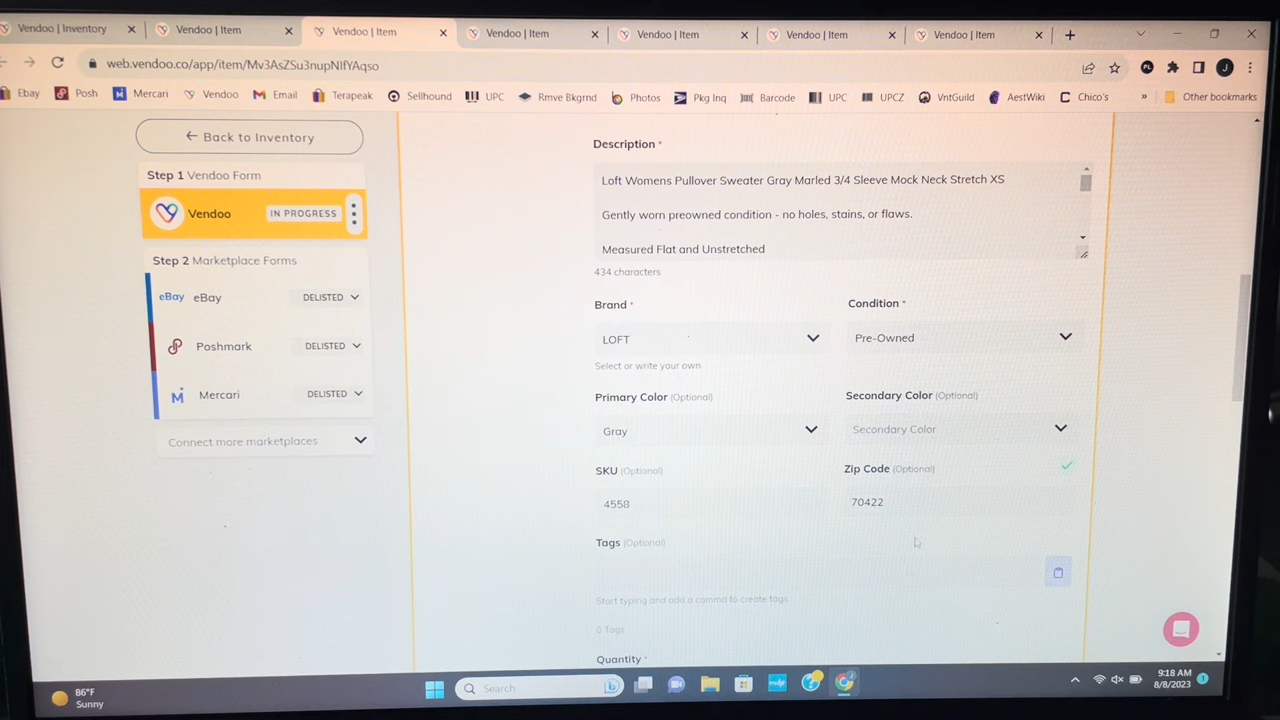 Vendoo | Inventory
Vendoo | Item
Vendoo | Item
Vendoo | Item
Vendoo | Item
Vendoo | Item
Vendoo | Item
web.vendoo.co/app/item/Mv3AsZSu3nupNlfYAqso
PL
J
Ebay
Posh
Mercari
Vendoo
Email
Terapeak
Sellhound
UPC
Rmve Bkgrnd
Photos
Pkg Inq
Barcode
UPC
UPCZ
VntGuild
AestWiki
Chico's
»
Other bookmarks
← Back to Inventory
Step 1 Vendoo Form
Vendoo
IN PROGRESS
Step 2 Marketplace Forms
eBay eBay
DELISTED
Poshmark
DELISTED
Mercari
DELISTED
Connect more marketplaces
Description *
Loft Womens Pullover Sweater Gray Marled 3/4 Sleeve Mock Neck Stretch XS
Gently worn preowned condition - no holes, stains, or flaws.
Measured Flat and Unstretched
434 characters
Brand *
Condition *
LOFT
Pre-Owned
Select or write your own
Primary Color (Optional)
Secondary Color (Optional)
Gray
Secondary Color
SKU (Optional)
Zip Code (Optional)
4558
70422
Tags (Optional)
Start typing and add a comma to create tags
0 Tags
Quantity *
86°F
Sunny
Search
9:18 AM
8/8/2023
1